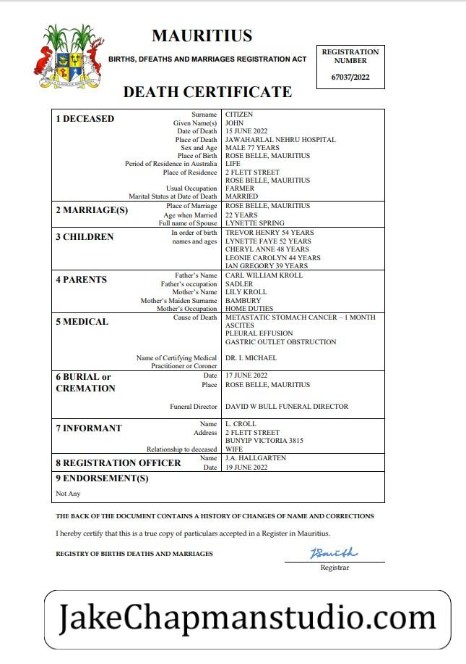 MAURITIUS
BIRTHS, DFEATHS AND MARRIAGES REGISTRATION ACT
REGISTRATION
NUMBER
67037/2022
DEATH CERTIFICATE
1 DECEASED
Surname CITIZEN
Given Name(s) JOHN
Date of Death 15 JUNE 2022
Place of Death JAWAHARLAL NEHRU HOSPITAL
Sex and Age MALE 77 YEARS
Place of Birth ROSE BELLE, MAURITIUS
Period of Residence in Australia LIFE
Place of Residence 2 FLETT STREET
ROSE BELLE, MAURITIUS
Usual Occupation FARMER
Marital Status at Date of Death MARRIED
2 MARRIAGE(S) Place of Marriage ROSE BELLE, MAURITIUS
Age when Married 22 YEARS
Full name of Spouse LYNETTE SPRING
3 CHILDREN In order of birth TREVOR HENRY 54 YEARS
names and ages LYNETTE FAYE 52 YEARS
CHERYL ANNE 48 YEARS
LEONIE CAROLYN 44 YEARS
IAN GREGORY 39 YEARS
4 PARENTS Father's Name CARL WILLIAM KROLL
Father's occupation SADLER
Mother's Name LILY KROLL
Mother's Maiden Surname BAMBURY
Mother's Occupation HOME DUTIES
5 MEDICAL Cause of Death METASTATIC STOMACH CANCER – 1 MONTH
ASCITES
PLEURAL EFFUSION
GASTRIC OUTLET OBSTRUCTION
Name of Certifying Medical DR. I. MICHAEL
Practitioner or Coroner
6 BURIAL or Date 17 JUNE 2022
CREMATION Place ROSE BELLE, MAURITIUS
Funeral Director DAVID W BULL FUNERAL DIRECTOR
7 INFORMANT Name L. CROLL
Address 2 FLETT STREET
BUNYIP VICTORIA 3815
Relationship to deceased WIFE
8 REGISTRATION OFFICER Name J.A. HALLGARTEN
Date 19 JUNE 2022
9 ENDORSEMENT(S)
Not Any
THE BACK OF THE DOCUMENT CONTAINS A HISTORY OF CHANGES OF NAME AND CORRECTIONS
I hereby certify that this is a true copy of particulars accepted in a Register in Mauritius.
REGISTRY OF BIRTHS DEATHS AND MARRIAGES
Registrar
JakeChapmanstudio.com